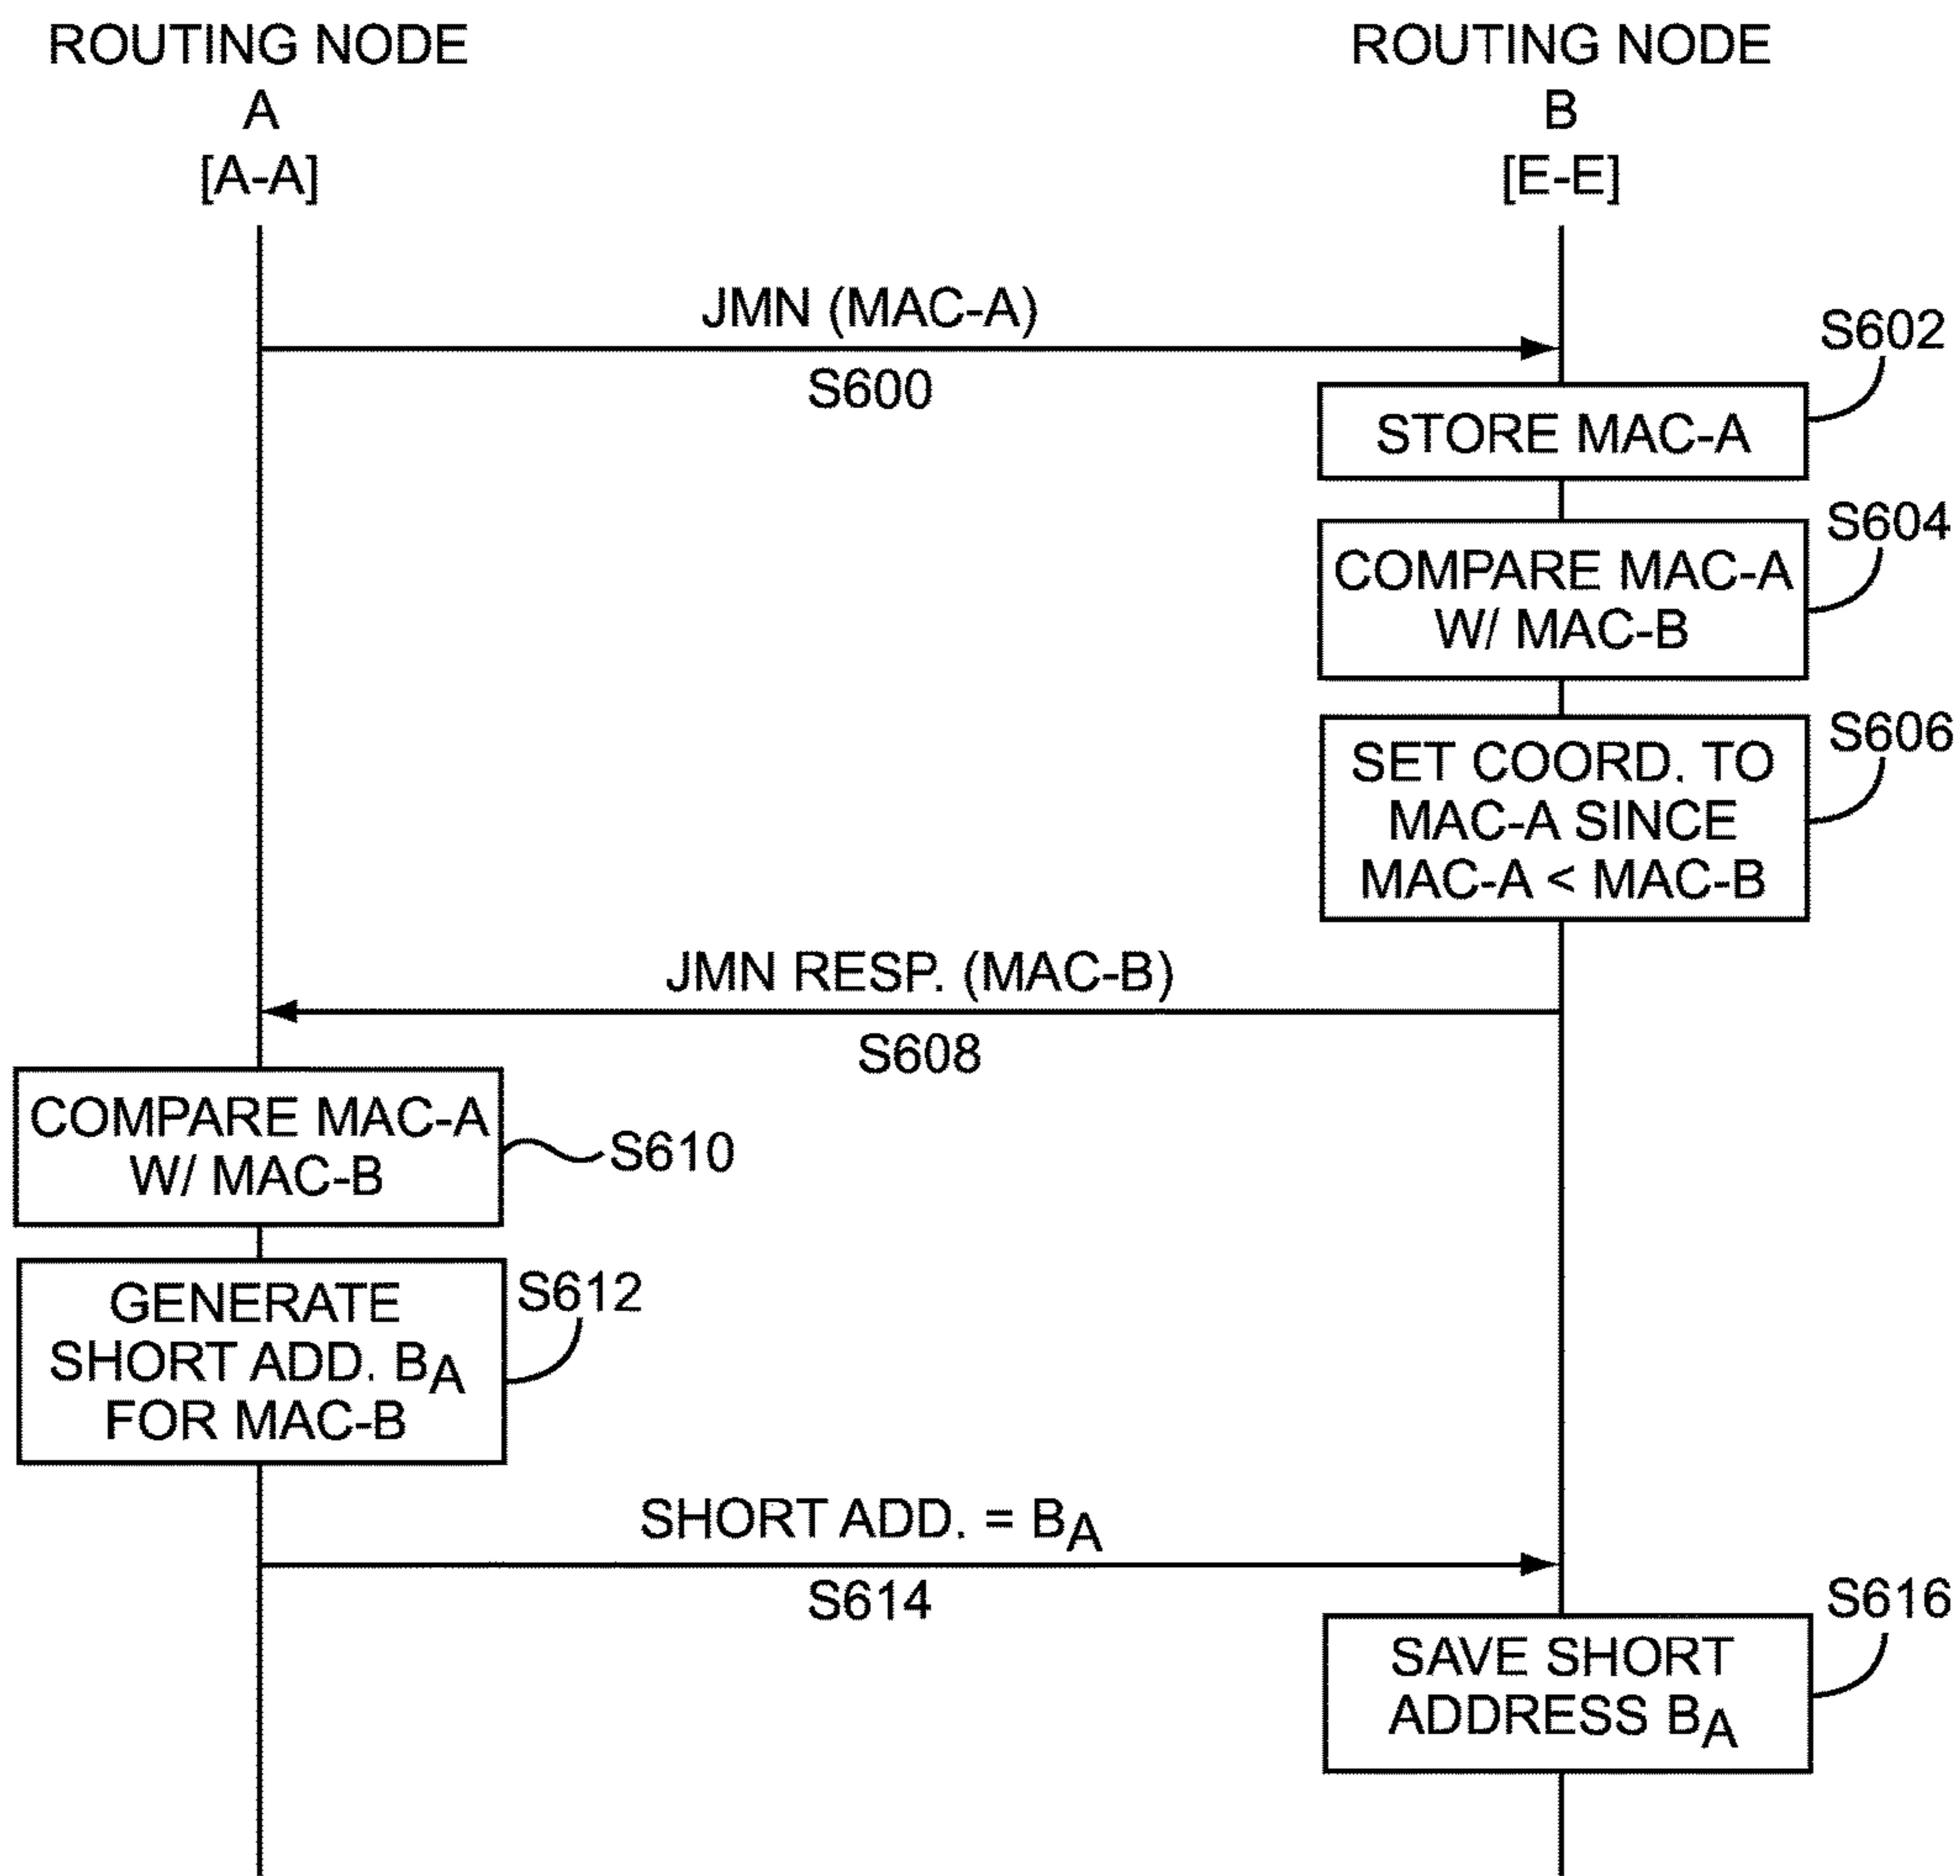 ROUTING NODE
A
[A-A]
ROUTING NODE
B
[E-E]
JMN (MAC-A)
S600
S602
STORE MAC-A
S604
COMPARE MAC-A
W/ MAC-B
S606
SET COORD. TO
MAC-A SINCE
MAC-A < MAC-B
JMN RESP. (MAC-B)
S608
COMPARE MAC-A
W/ MAC-B
S610
GENERATE
SHORT ADD. BA
FOR MAC-B
S612
SHORT ADD. = BA
S614
S616
SAVE SHORT
ADDRESS BA